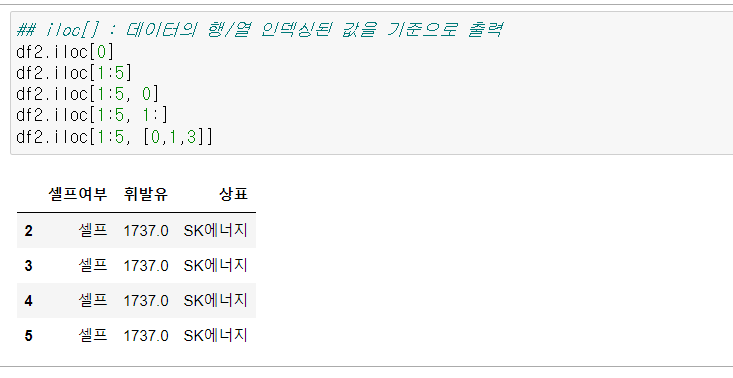 ## iloc[] : 데이터의 행/열 인덱싱된 값을 기준으로 출력
df2.iloc[0]
df2.iloc[1:5]
df2.iloc[1:5, 0]
df2.iloc[1:5, 1:]
df2.iloc[1:5, [0,1,3]]
셀프여부 휘발유 상표
2 셀프 1737.0 SK에너지
3 셀프 1737.0 SK에너지
4 셀프 1737.0 SK에너지
5 셀프 1737.0 SK에너지